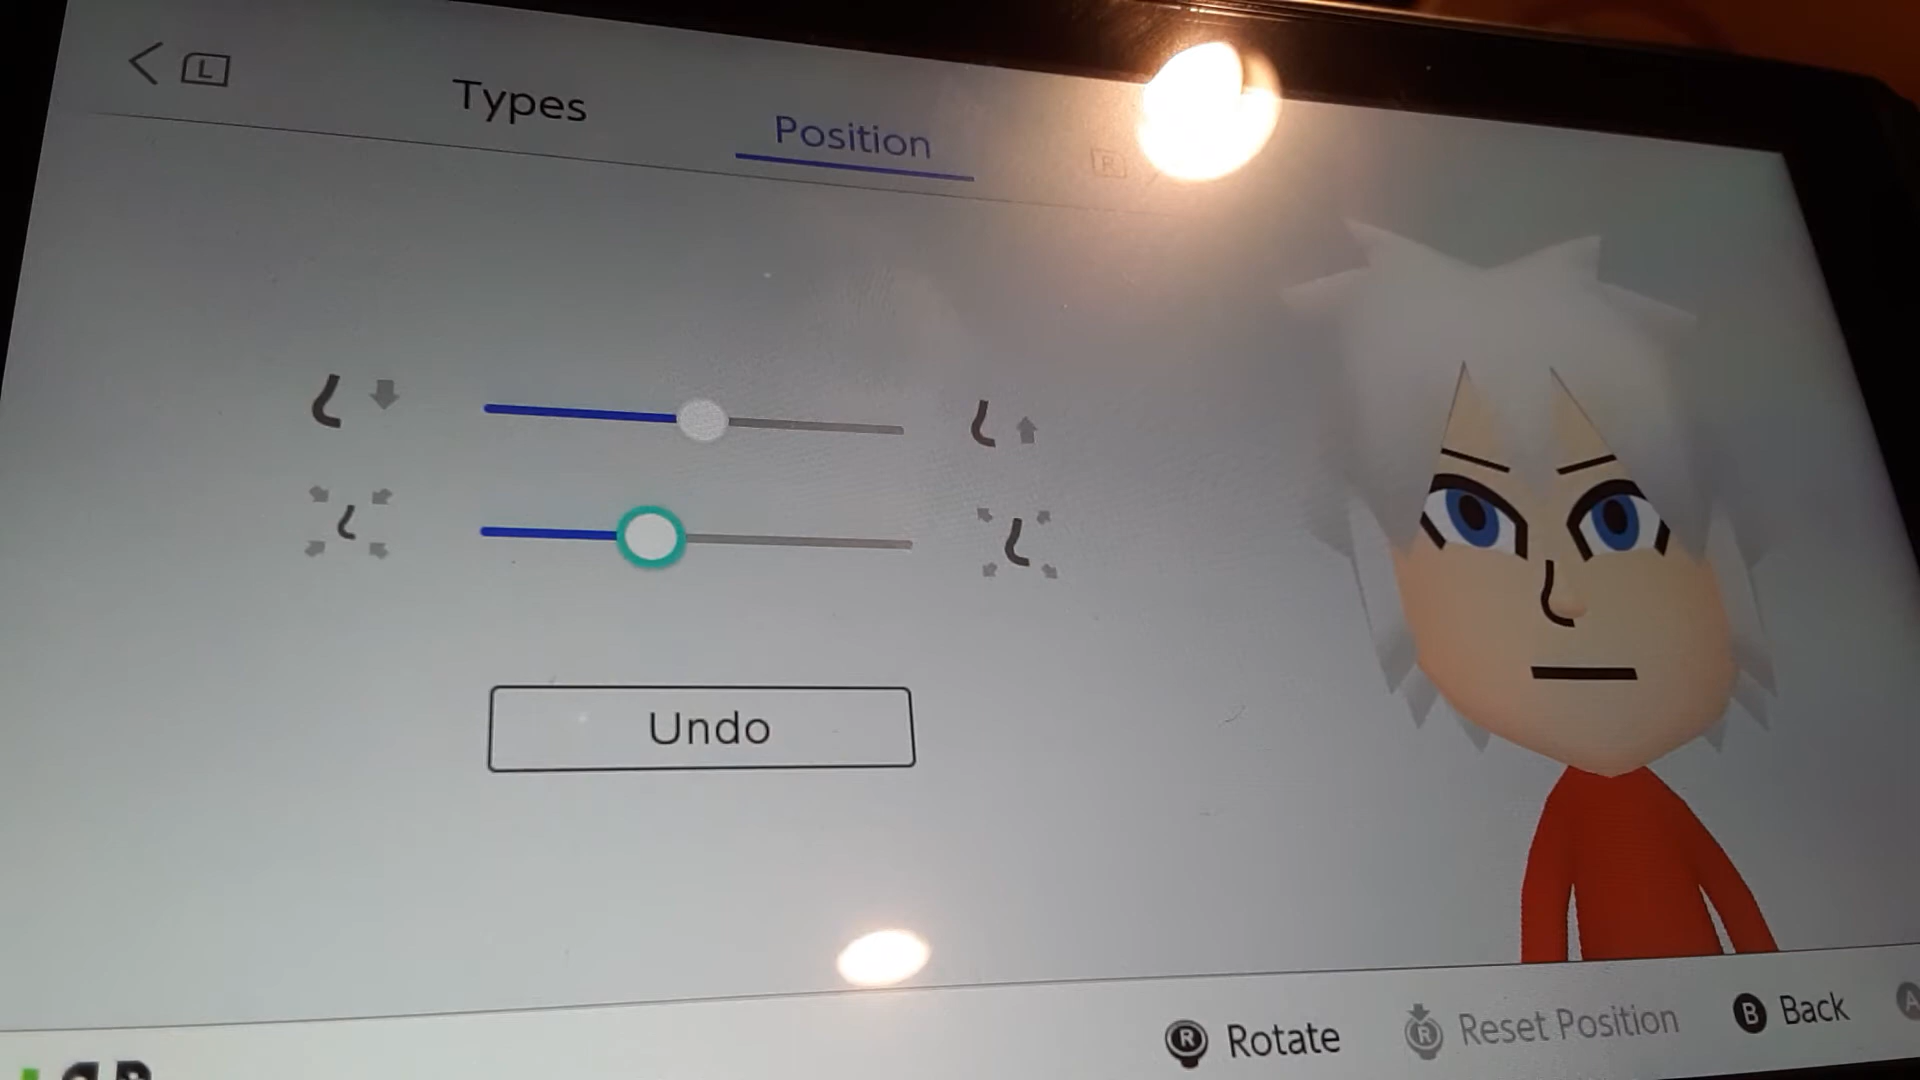 L
Types
Position
R
Undo
R Rotate
R Reset Position
B Back
A